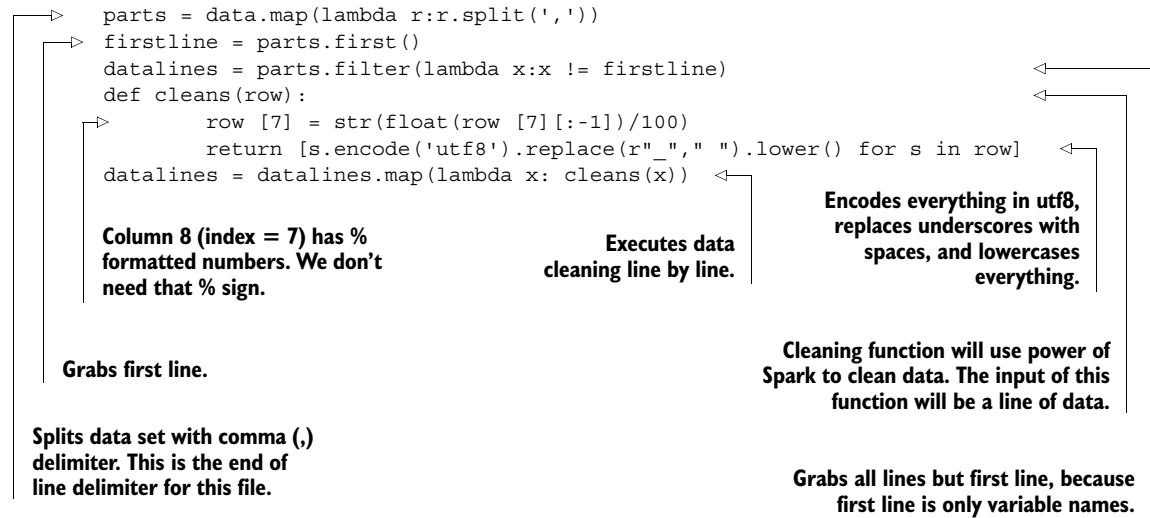 parts = data.map(lambda r:r.split(','))
firstline = parts.first()
datalines = parts.filter(lambda x:x != firstline)
def cleans(row):
        row [7] = str(float(row [7][:-1])/100)
        return [s.encode('utf8').replace(r"_"," ").lower() for s in row]
datalines = datalines.map(lambda x: cleans(x))
Column 8 (index = 7) has %
formatted numbers. We don't
need that % sign.
Executes data
cleaning line by line.
Encodes everything in utf8,
replaces underscores with
spaces, and lowercases
everything.
Grabs first line.
Cleaning function will use power of
Spark to clean data. The input of this
function will be a line of data.
Splits data set with comma (,)
delimiter. This is the end of
line delimiter for this file.
Grabs all lines but first line, because
first line is only variable names.